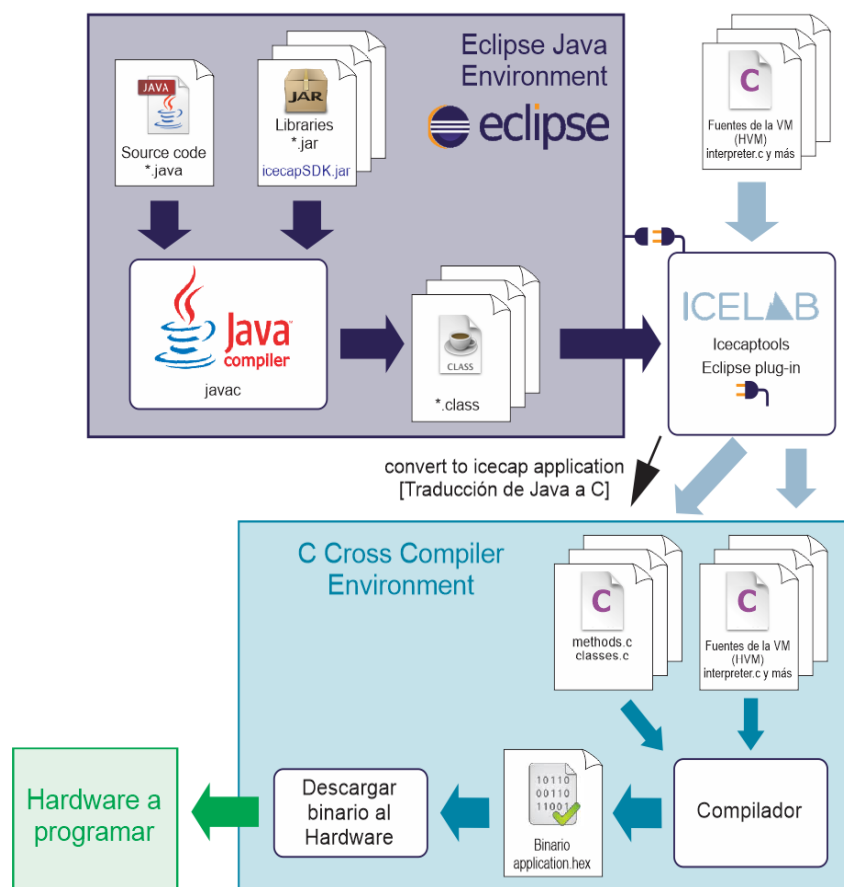 Eclipse Java
Environment
eclipse
JAVA
Source code
*.java
JAR
Libraries
*.jar
icecapSDK.jar
C
Fuentes de la VM
(HVM)
interpreter.c y más
Java™
compiler
javac
CLASS
*.class
ICELAB
Icecaptools
Eclipse plug-in
convert to icecap application
[Traducción de Java a C]
C Cross Compiler
Environment
C
methods.c
classes.c
C
Fuentes de la VM
(HVM)
interpreter.c y más
Hardware a
programar
Descargar
binario al
Hardware
10110
00110
11001
Binario
application.hex
Compilador